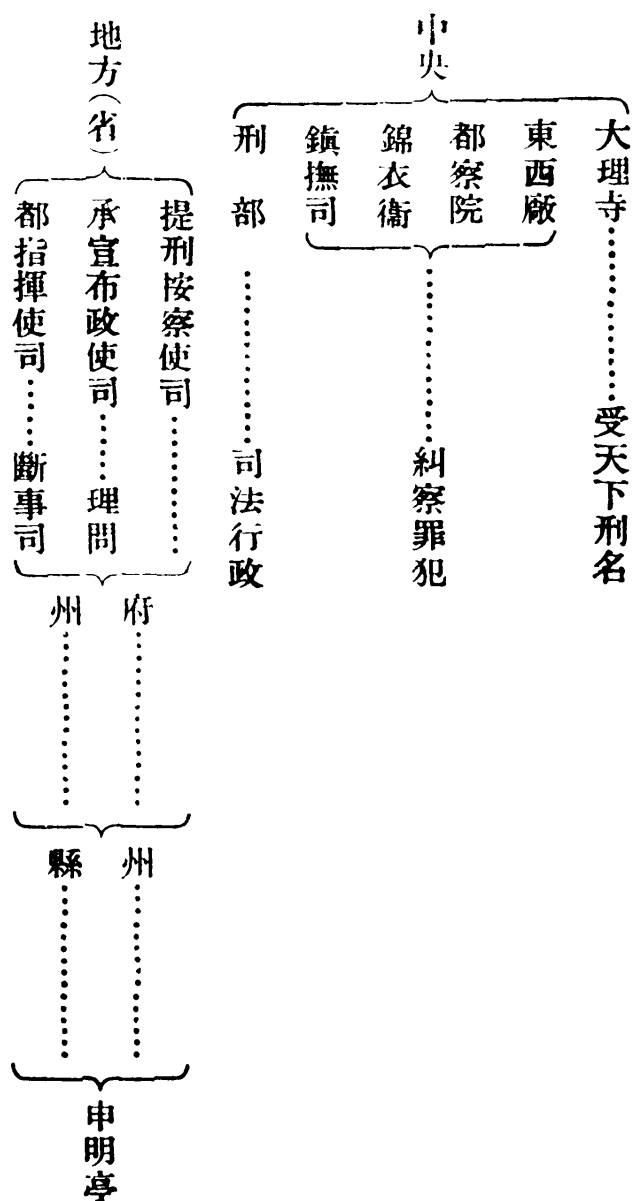 中央
大理寺……………受天下刑名
東西廠
都察院
錦衣衞
鎮撫司
…………糾察罪犯
刑部…………司法行政
地方（省）
提刑按察使司………
承宣布政使司……理問
都指揮使司……斷事司
府…………
州…………
州…………
縣…………
申明亭